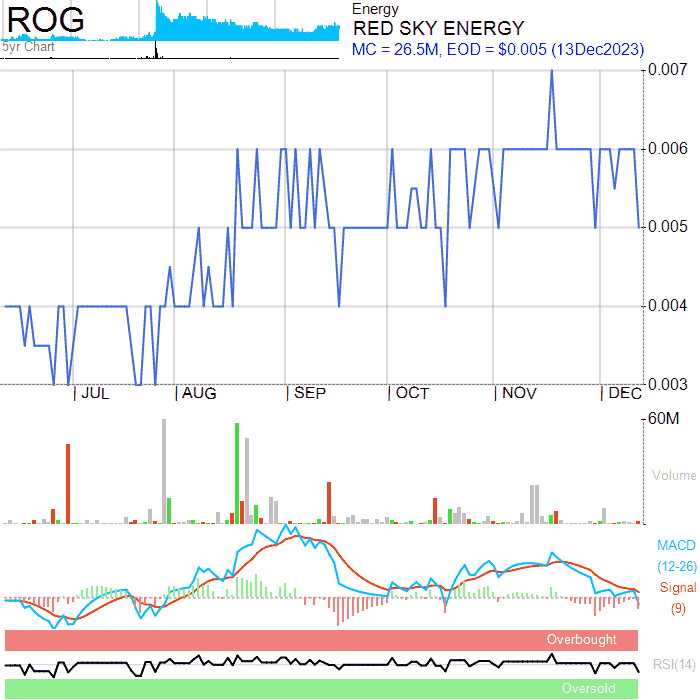 ROG
5yr Chart
Energy
RED SKY ENERGY
MC = 26.5M, EOD = $0.005 (13Dec2023)
0.007
0.006
0.005
0.004
0.003
JUL AUG SEP OCT NOV DEC
60M
Volume
MACD
(12-26)
Signal
(9)
Overbought
RSI(14)
Oversold